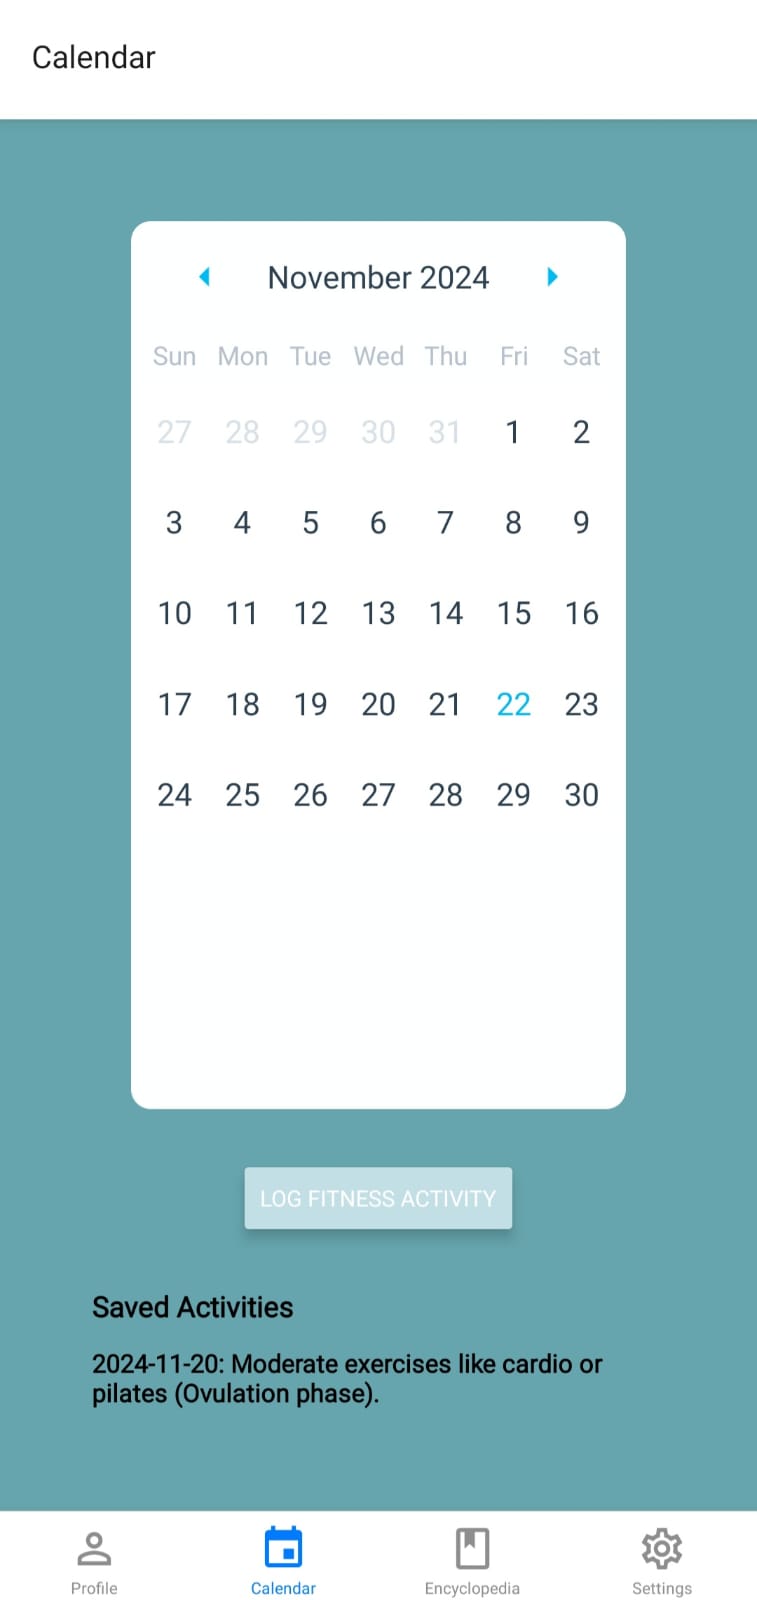 Calendar
November 2024
Sun Mon Tue Wed Thu Fri Sat
27 28 29 30 31 1 2
3 4 5 6 7 8 9
10 11 12 13 14 15 16
17 18 19 20 21 22 23
24 25 26 27 28 29 30
LOG FITNESS ACTIVITY
Saved Activities
2024-11-20: Moderate exercises like cardio or
pilates (Ovulation phase).
Profile Calendar Encyclopedia Settings